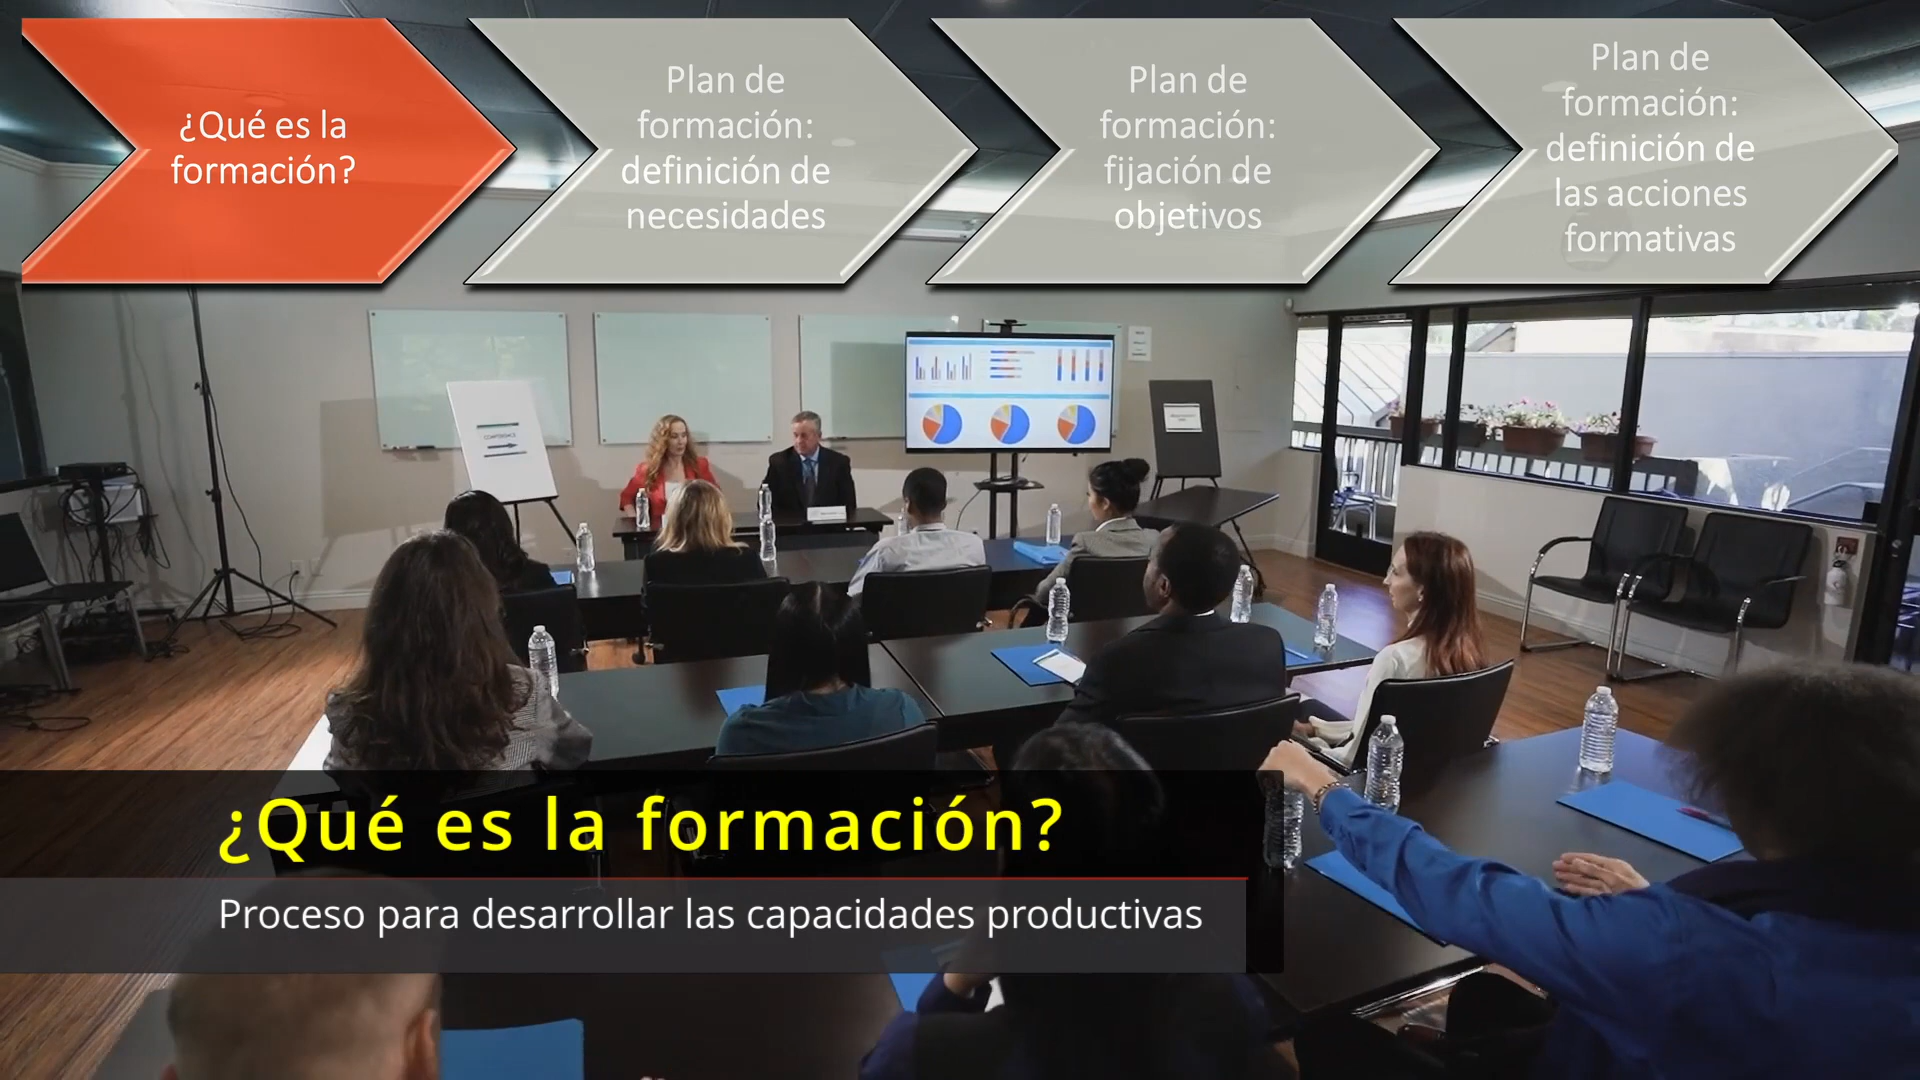 ¿Qué es la
formación?
Plan de
formación:
definición de
necesidades
Plan de
formación:
fijación de
objetivos
Plan de
formación:
definición de
las acciones
formativas
CONFERENCE
¿Qué es la formación?
Proceso para desarrollar las capacidades productivas